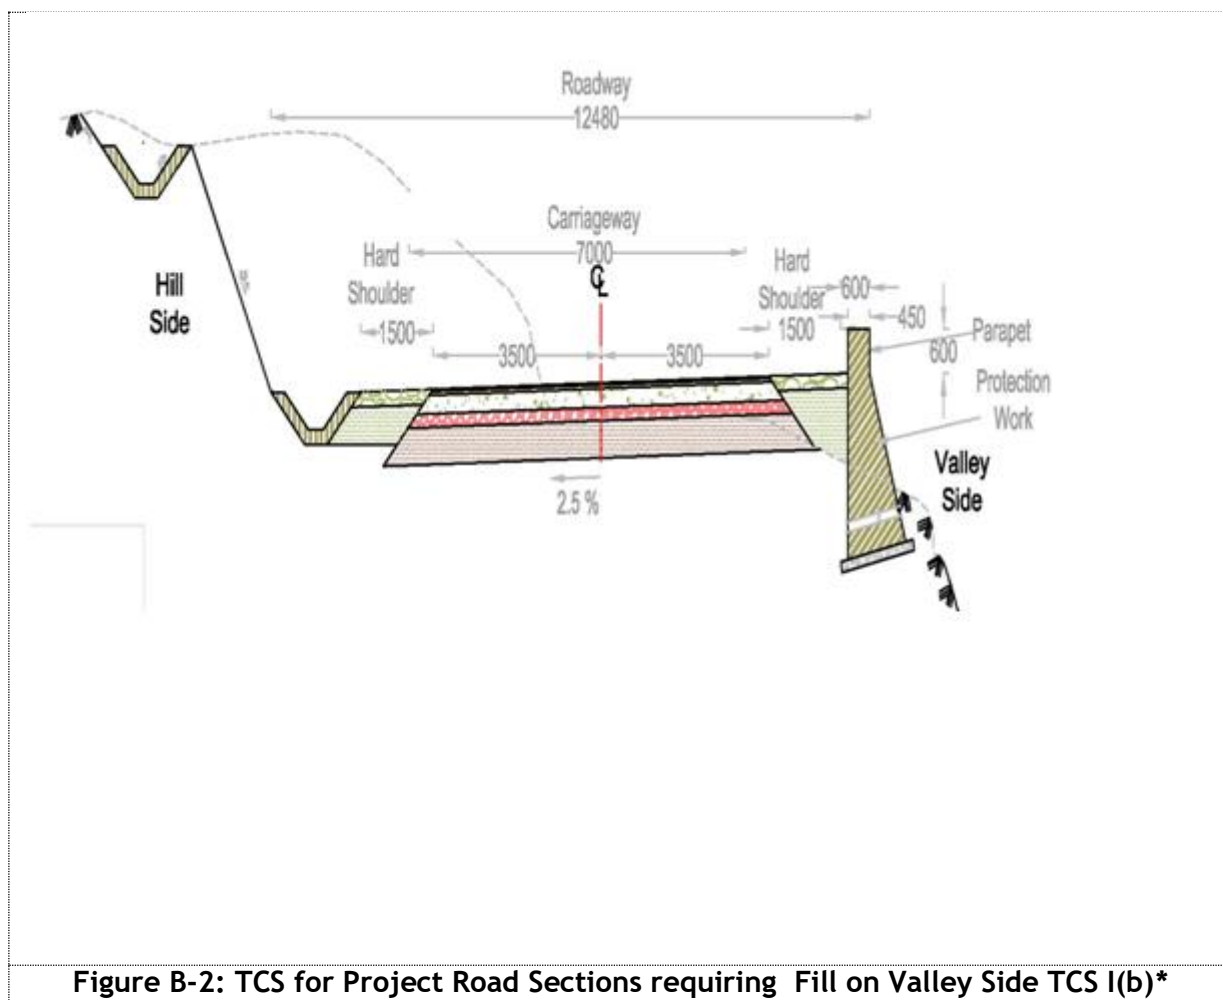 Roadway
12480
Carriageway
7000
Hard
Shoulder
1500
C L
Hard
Shoulder
1500
600
450
600
Parapet
Protection
Work
3500
3500
Hill
Side
Valley
Side
2.5 %
Figure B-2: TCS for Project Road Sections requiring Fill on Valley Side TCS I(b)*